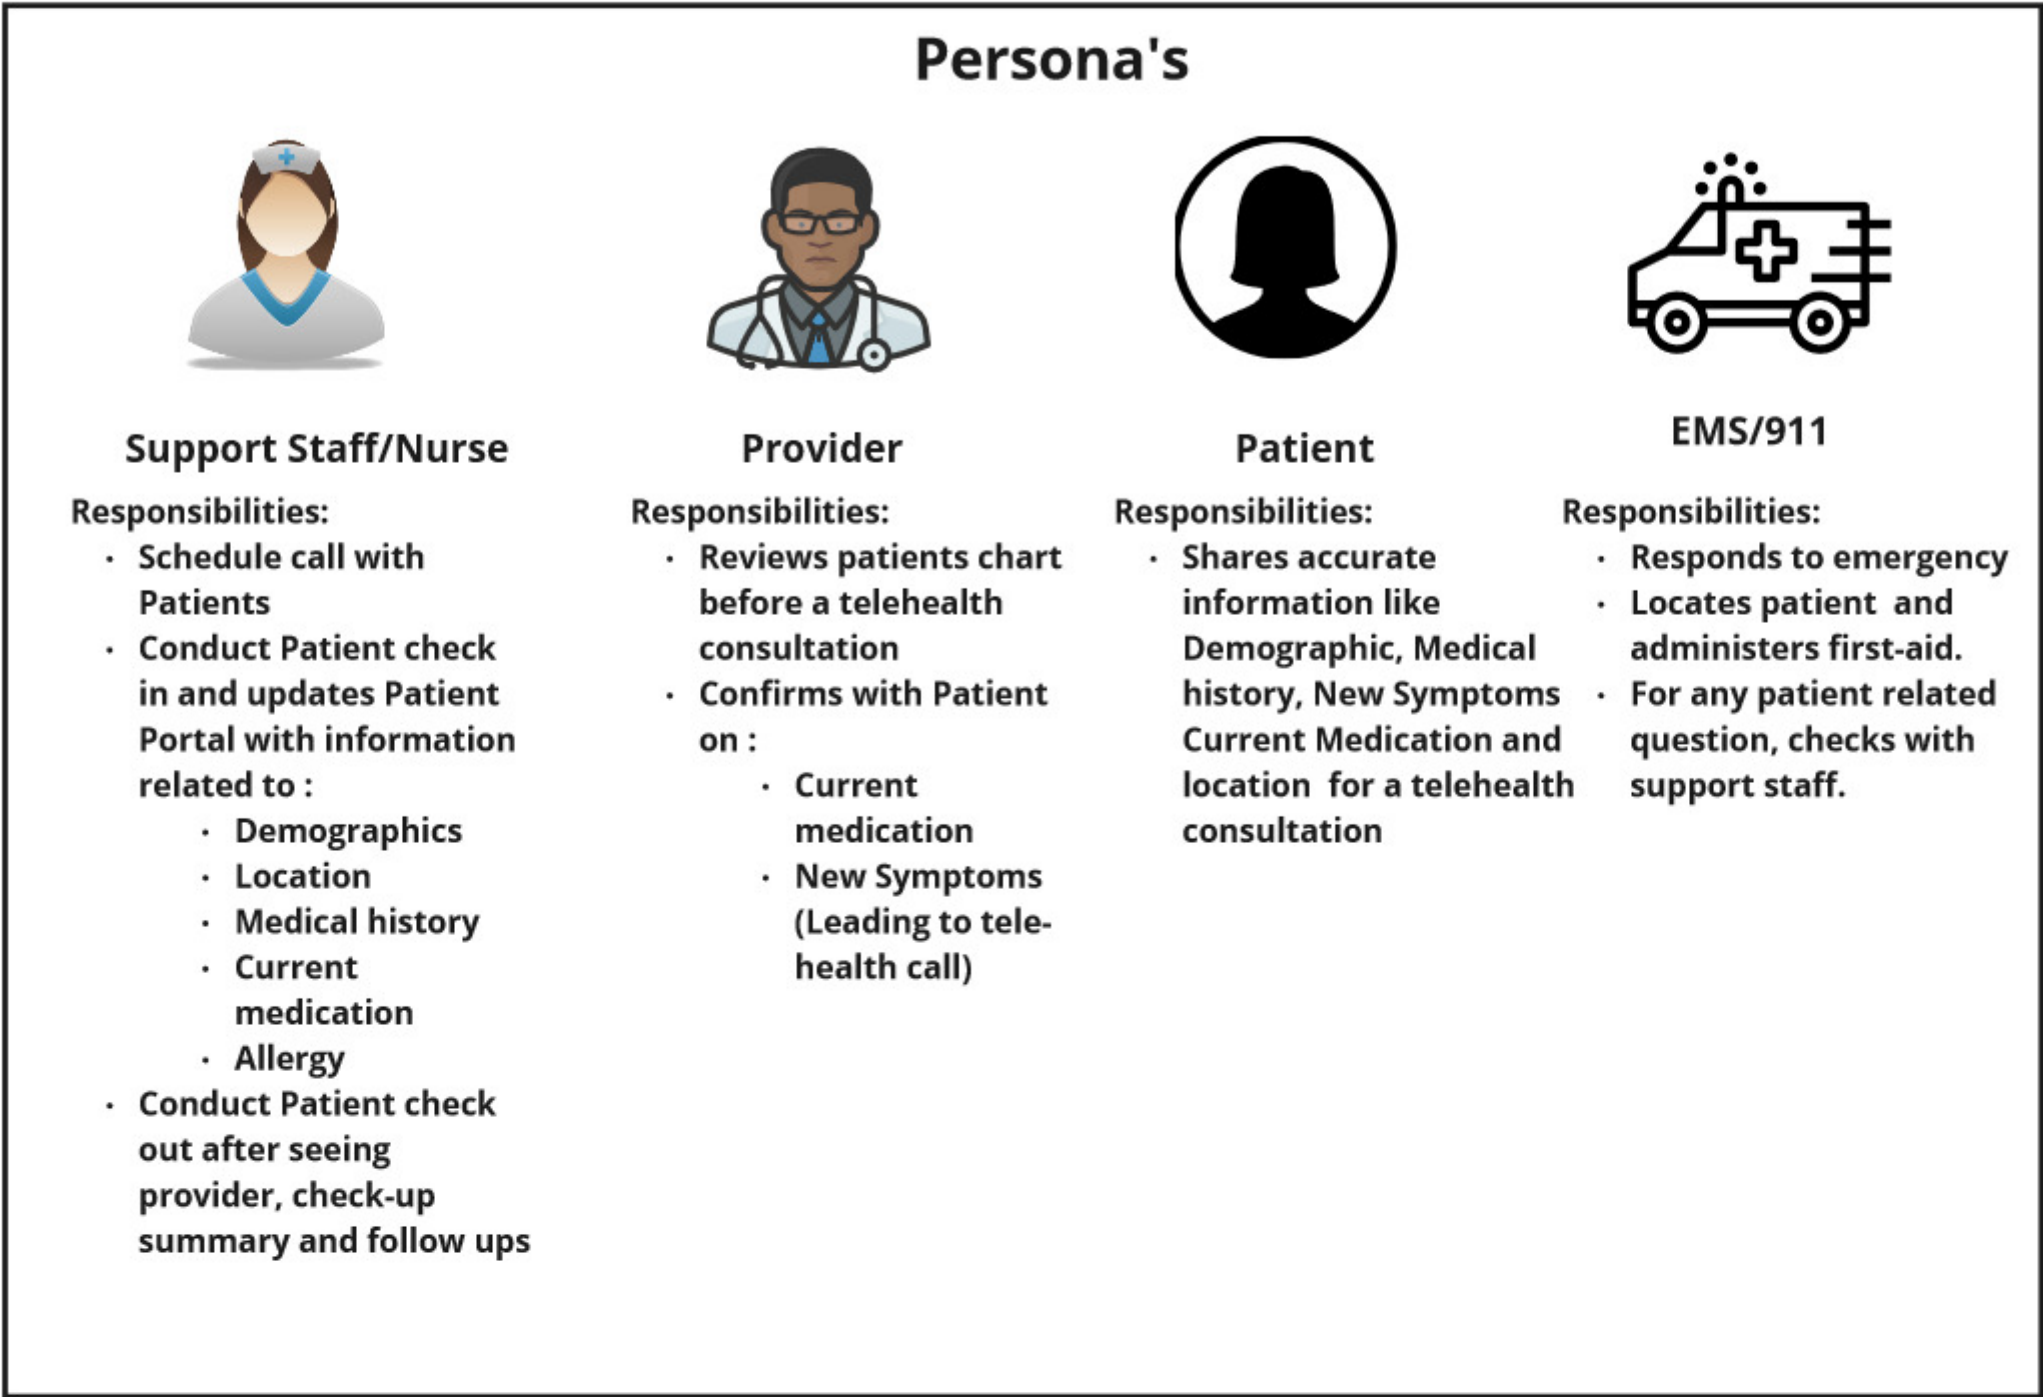 Persona's
Support Staff/Nurse
Responsibilities:
· Schedule call with
Patients
· Conduct Patient check
in and updates Patient
Portal with information
related to :
· Demographics
· Location
· Medical history
· Current
medication
· Allergy
· Conduct Patient check
out after seeing
provider, check-up
summary and follow ups
Provider
Responsibilities:
· Reviews patients chart
before a telehealth
consultation
· Confirms with Patient
on :
· Current
medication
· New Symptoms
(Leading to tele-
health call)
Patient
Responsibilities:
· Shares accurate
information like
Demographic, Medical
history, New Symptoms
Current Medication and
location  for a telehealth
consultation
EMS/911
Responsibilities:
· Responds to emergency
· Locates patient  and
administers first-aid.
· For any patient related
question, checks with
support staff.